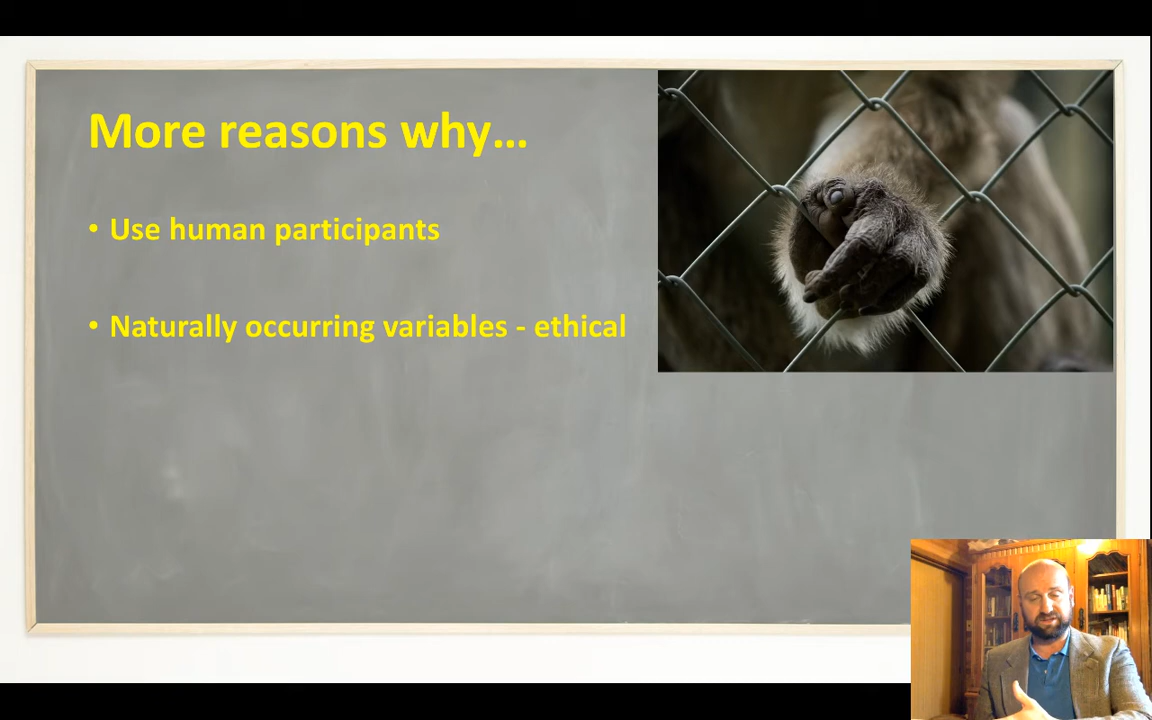 More reasons why...
• Use human participants
• Naturally occurring variables - ethical